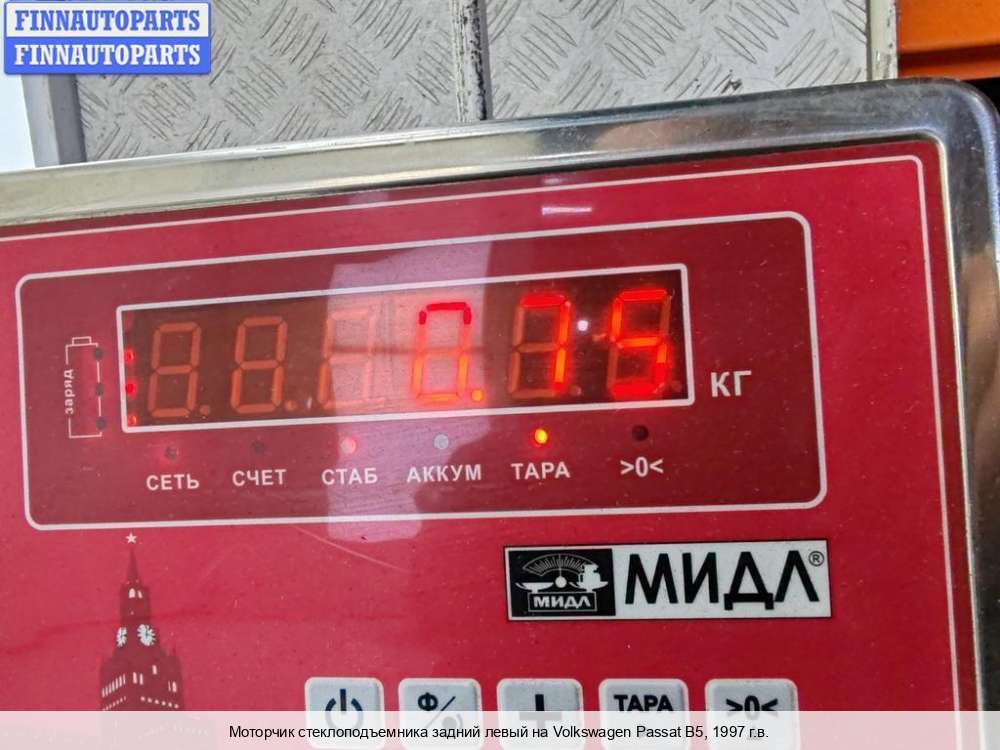 FINNAUTOPARTS
FINNAUTOPARTS
заряд
0.75
КГ
СЕТЬ СЧЕТ СТАБ АККУМ ТАРА >0<
МИДЛ МИДЛ®
Ф/ + ТАРА >0<
Моторчик стеклоподъемника задний левый на Volkswagen Passat B5, 1997 г.в.